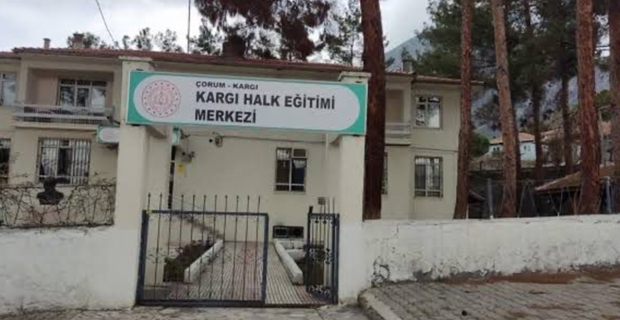 ÇORUM - KARGI
KARGI HALK EĞİTİMİ
MERKEZİ